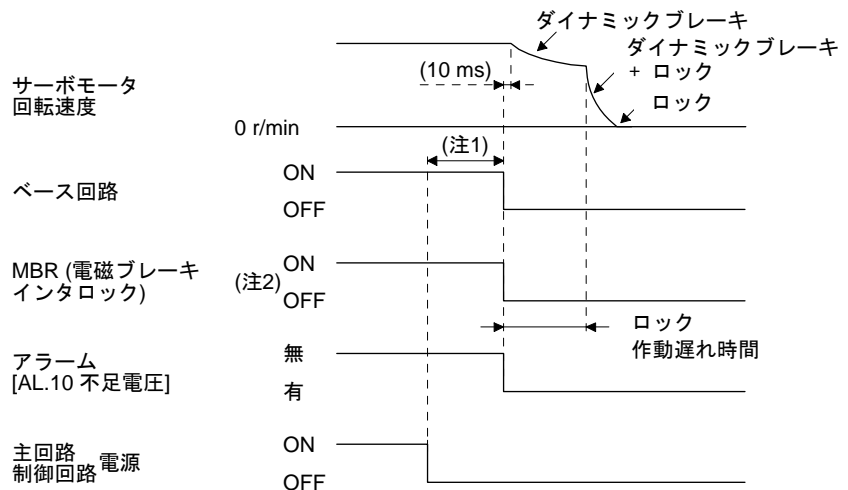 ダイナミックブレーキ
ダイナミックブレーキ
+ ロック
ロック
(10 ms)
サーボモータ
回転速度
0 r/min
(注1)
ベース回路
ON
OFF
MBR (電磁ブレーキ
インタロック)
(注2)
ON
OFF
ロック
作動遅れ時間
アラーム
[AL.10 不足電圧]
無
有
主回路
制御回路
電源
ON
OFF